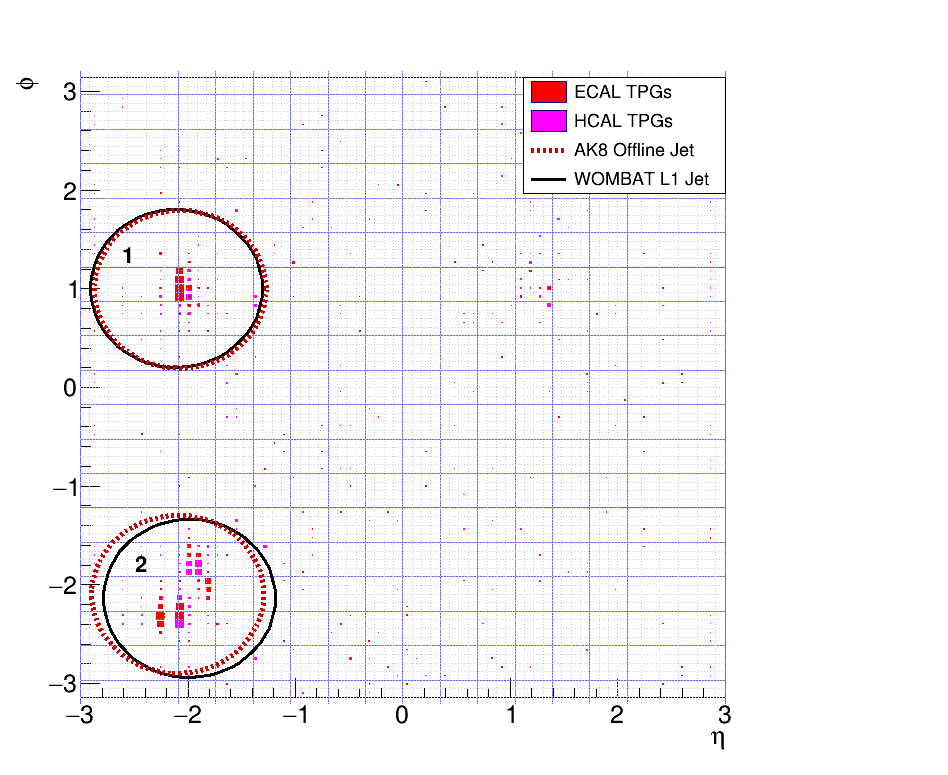 φ
3
ECAL TPGs
HCAL TPGs
AK8 Offline Jet
WOMBAT L1 Jet
2
1
1
0
−1
2
−2
−3
−3 −2 −1 0 1 2 3
η